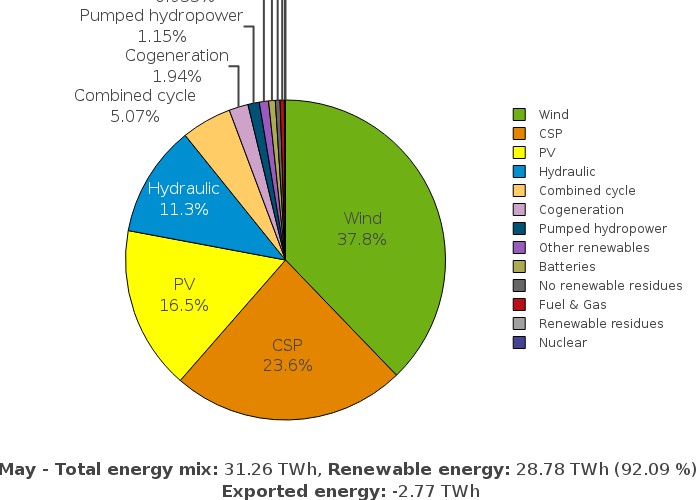 Pumped hydropower
1.15%
Cogeneration
1.94%
Combined cycle
5.07%
Hydraulic
11.3%
PV
16.5%
CSP
23.6%
Wind
37.8%
Wind
CSP
PV
Hydraulic
Combined cycle
Cogeneration
Pumped hydropower
Other renewables
Batteries
No renewable residues
Fuel & Gas
Renewable residues
Nuclear
May - Total energy mix: 31.26 TWh, Renewable energy: 28.78 TWh (92.09 %)
Exported energy: -2.77 TWh